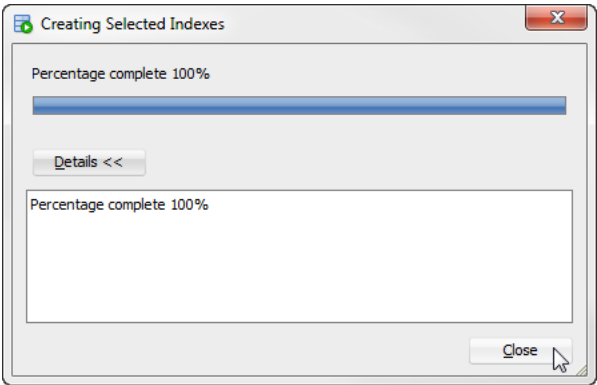 Creating Selected Indexes
Percentage complete 100%
Details <<
Percentage complete 100%
Close